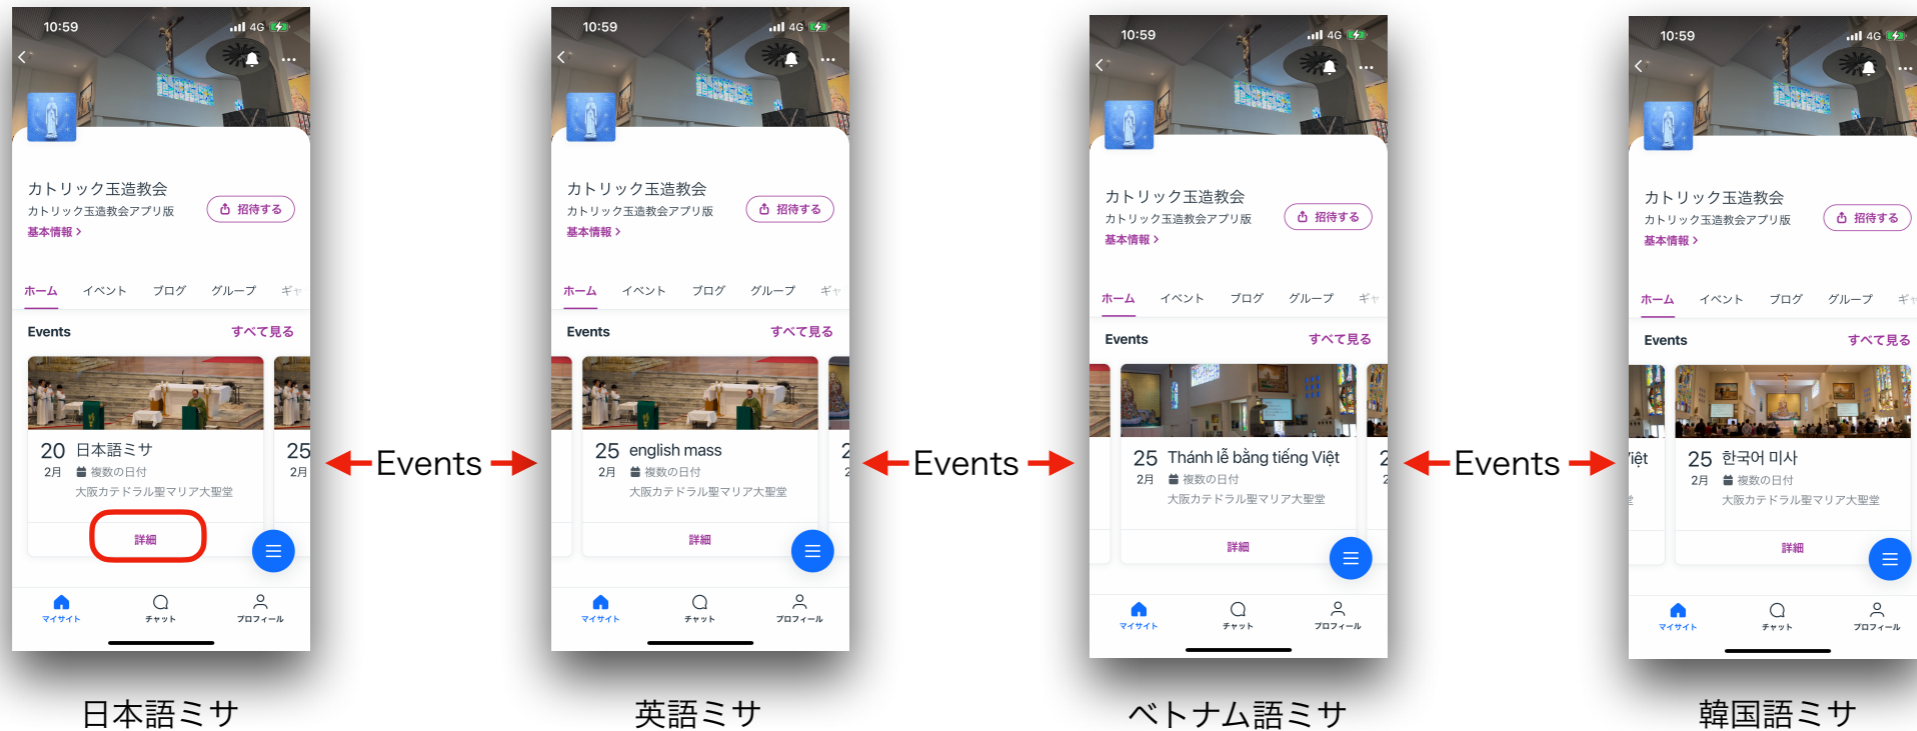 10:59
4G
カトリック玉造教会
カトリック玉造教会アプリ版
招待する
基本情報 >
ホーム イベント ブログ グループ ギャ
Events すべて見る
20 日本語ミサ
2月 複数の日付
大阪カテドラル聖マリア大聖堂
25
2月
詳細
マイサイト チャット プロフィール
日本語ミサ
Events
10:59
4G
カトリック玉造教会
カトリック玉造教会アプリ版
招待する
基本情報 >
ホーム イベント ブログ グループ ギャ
Events すべて見る
25 english mass
2月 複数の日付
大阪カテドラル聖マリア大聖堂
2
2
詳細
マイサイト チャット プロフィール
英語ミサ
Events
10:59
4G
カトリック玉造教会
カトリック玉造教会アプリ版
招待する
基本情報 >
ホーム イベント ブログ グループ ギャ
Events すべて見る
25 Thánh lễ bằng tiếng Việt
2月 複数の日付
大阪カテドラル聖マリア大聖堂
2
2
詳細
マイサイト チャット プロフィール
ベトナム語ミサ
Events
10:59
4G
カトリック玉造教会
カトリック玉造教会アプリ版
招待する
基本情報 >
ホーム イベント ブログ グループ ギャ
Events すべて見る
iệt
25 한국어 미사
2月 複数の日付
大阪カテドラル聖マリア大聖堂
詳細
マイサイト チャット プロフィール
韓国語ミサ